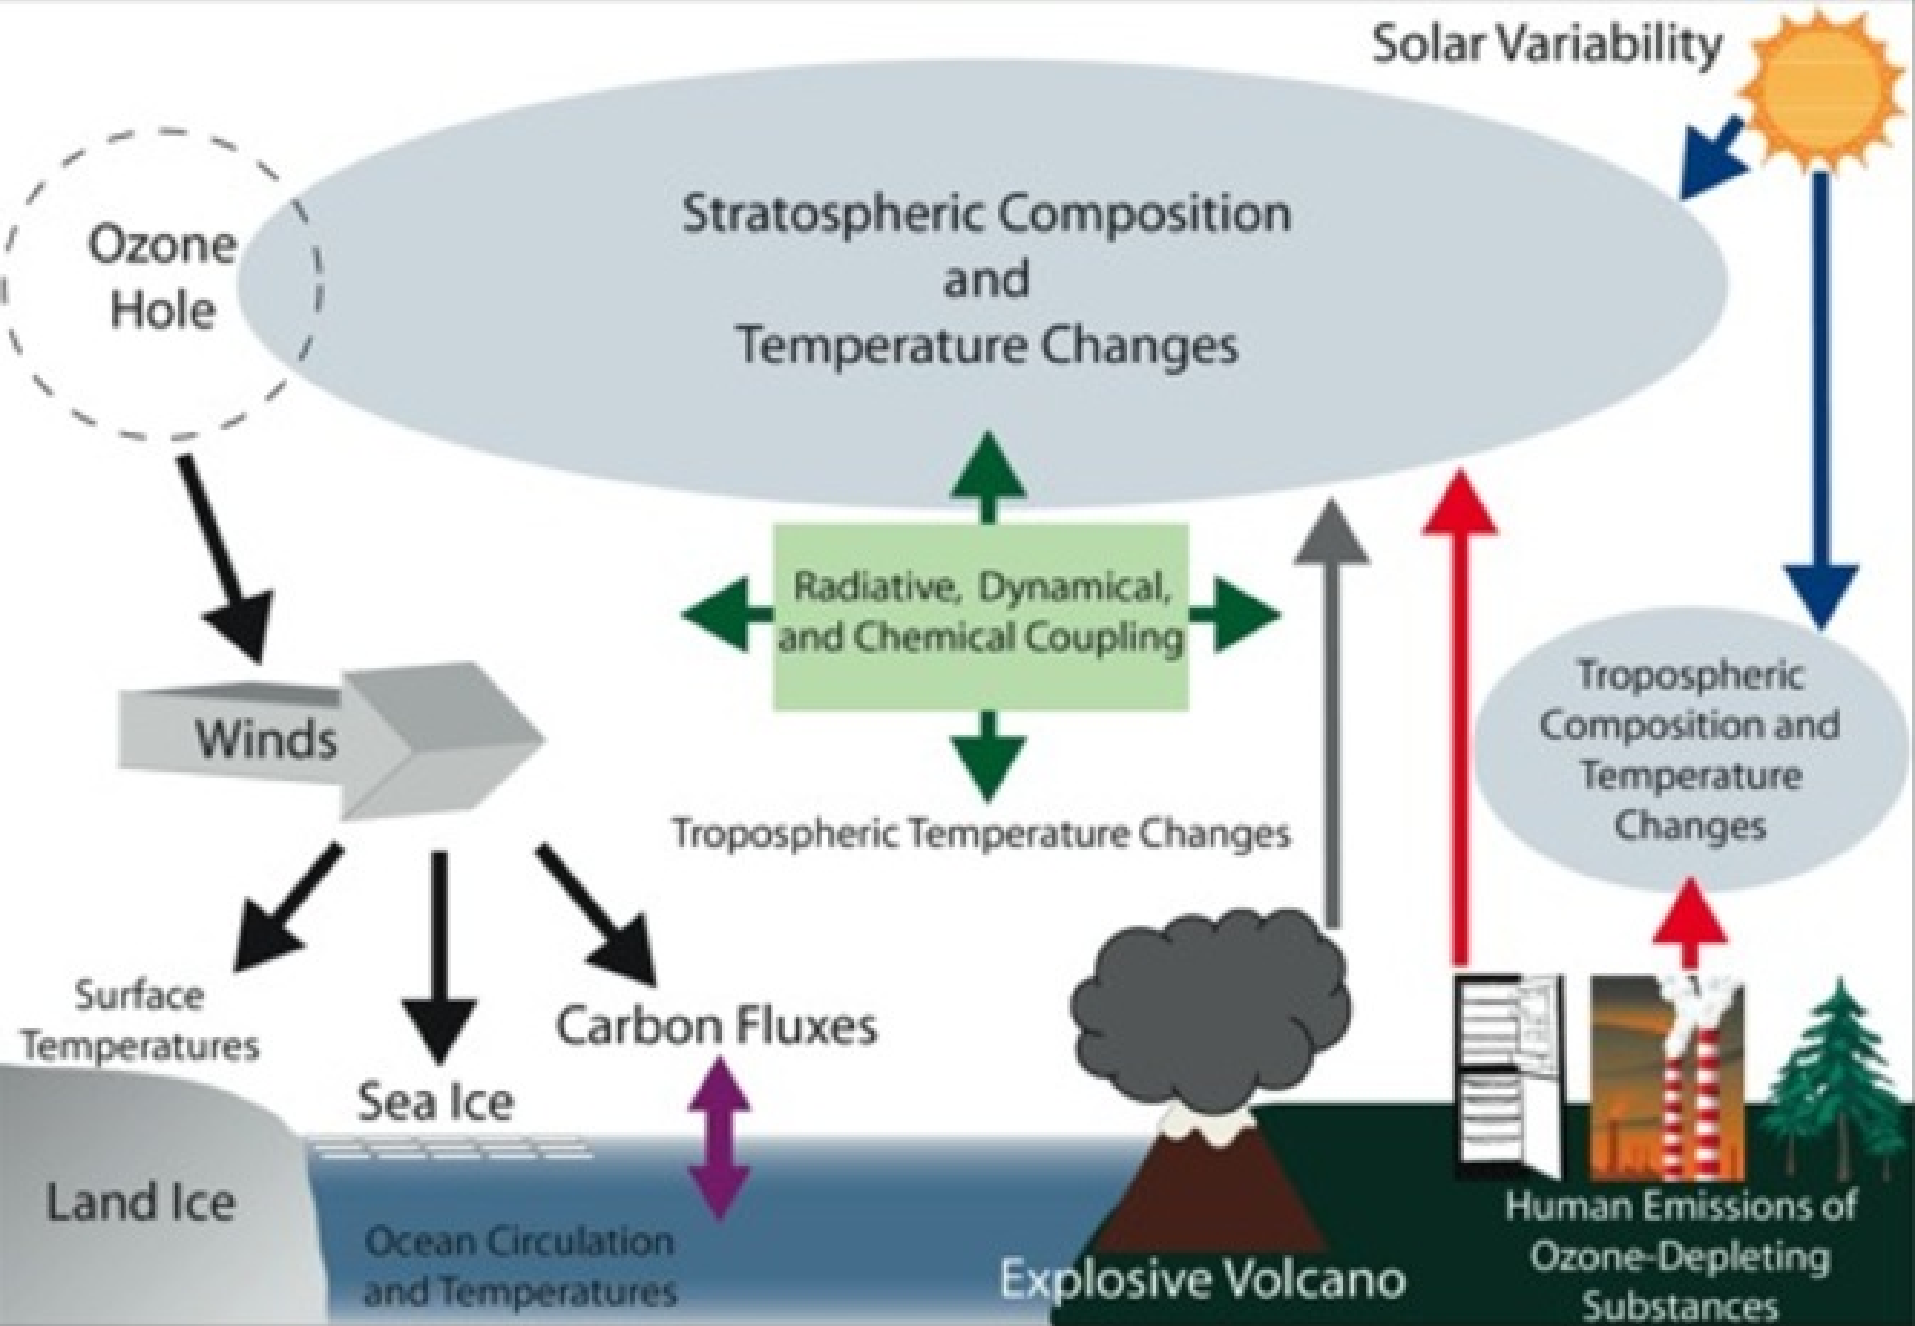 Solar Variability
Ozone
Hole
Stratospheric Composition
and
Temperature Changes
Radiative, Dynamical,
and Chemical Coupling
Winds
Tropospheric
Composition and
Temperature
Changes
Tropospheric Temperature Changes
Surface
Temperatures
Sea Ice
Carbon Fluxes
Land Ice
Ocean Circulation
and Temperatures
Explosive Volcano
Human Emissions of
Ozone-Depleting
Substances